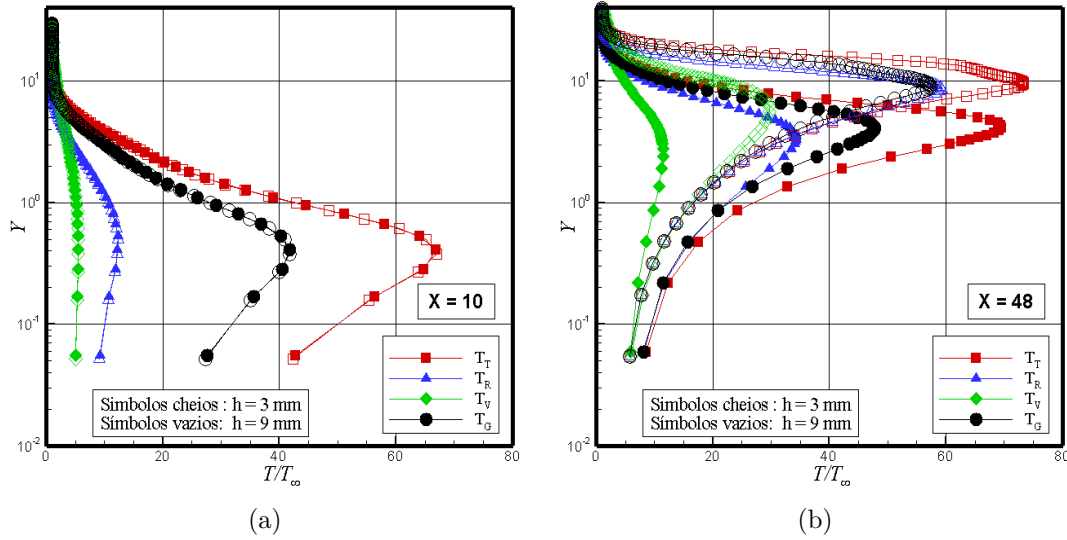 Y
10¹
10⁰
10⁻¹
10⁻²
0
20
40
60
80
T/T∞
X = 10
T_T
T_R
T_V
T_G
Simbolos cheios : h = 3 mm
Símbolos vazios: h = 9 mm
(a)
Y
10¹
10⁰
10⁻¹
10⁻²
0
20
40
60
80
T/T∞
X = 48
T_T
T_R
T_V
T_G
Simbolos cheios : h = 3 mm
Símbolos vazios: h = 9 mm
(b)